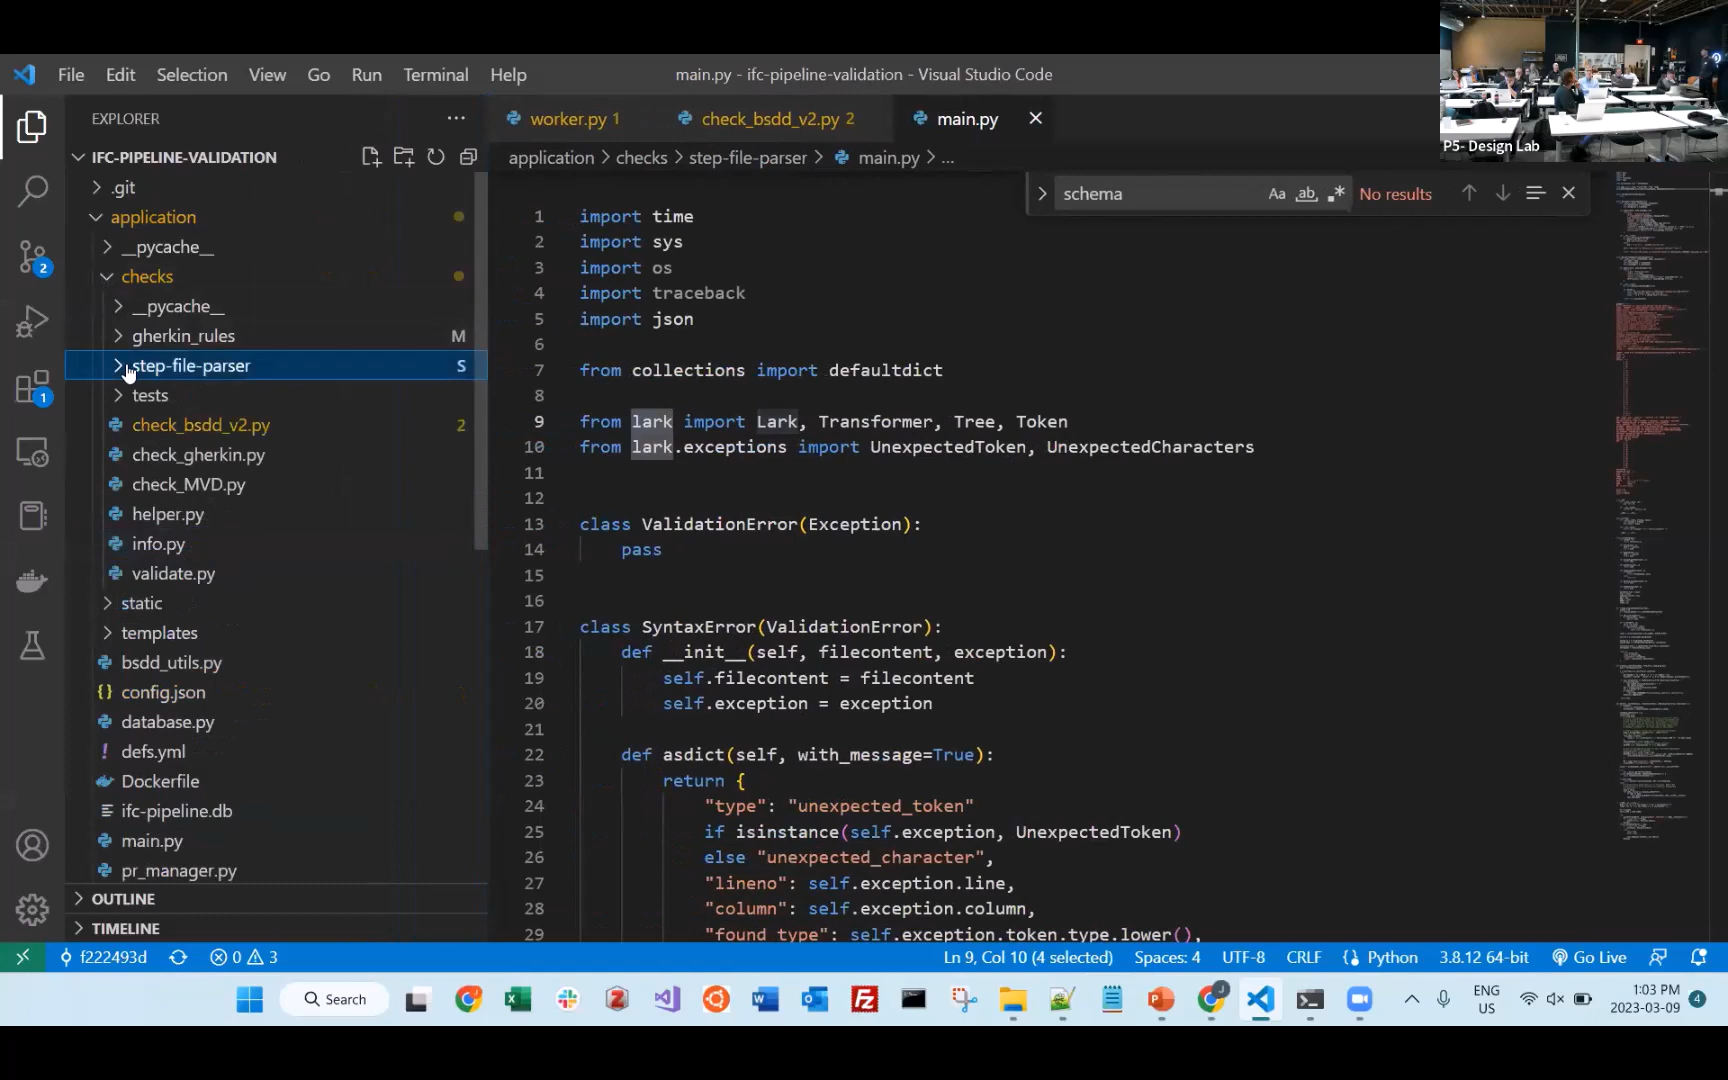 File Edit Selection View Go Run Terminal Help
main.py - ifc-pipeline-validation - Visual Studio Code
P5- Design Lab
EXPLORER
IFC-PIPELINE-VALIDATION
.git
application
__pycache__
checks
__pycache__
gherkin_rules M
step-file-parser S
tests
check_bsdd_v2.py 2
check_gherkin.py
check_MVD.py
helper.py
info.py
validate.py
static
templates
bsdd_utils.py
config.json
database.py
defs.yml
Dockerfile
ifc-pipeline.db
main.py
pr_manager.py
OUTLINE
TIMELINE
2
1
worker.py 1 check_bsdd_v2.py 2 main.py
application > checks > step-file-parser > main.py > ...
schema Aa ab .* No results
1 import time
2 import sys
3 import os
4 import traceback
5 import json
6
7 from collections import defaultdict
8
9 from lark import Lark, Transformer, Tree, Token
10 from lark.exceptions import UnexpectedToken, UnexpectedCharacters
11
12
13 class ValidationError(Exception):
14 pass
15
16
17 class SyntaxError(ValidationError):
18 def __init__(self, filecontent, exception):
19 self.filecontent = filecontent
20 self.exception = exception
21
22 def asdict(self, with_message=True):
23 return {
24 "type": "unexpected_token"
25 if isinstance(self.exception, UnexpectedToken)
26 else "unexpected_character",
27 "lineno": self.exception.line,
28 "column": self.exception.column,
29 "found_type": self.exception.token.type.lower(),
f222493d 0 3 Ln 9, Col 10 (4 selected) Spaces: 4 UTF-8 CRLF Python 3.8.12 64-bit Go Live
Search
ENG
US
1:03 PM
2023-03-09
4